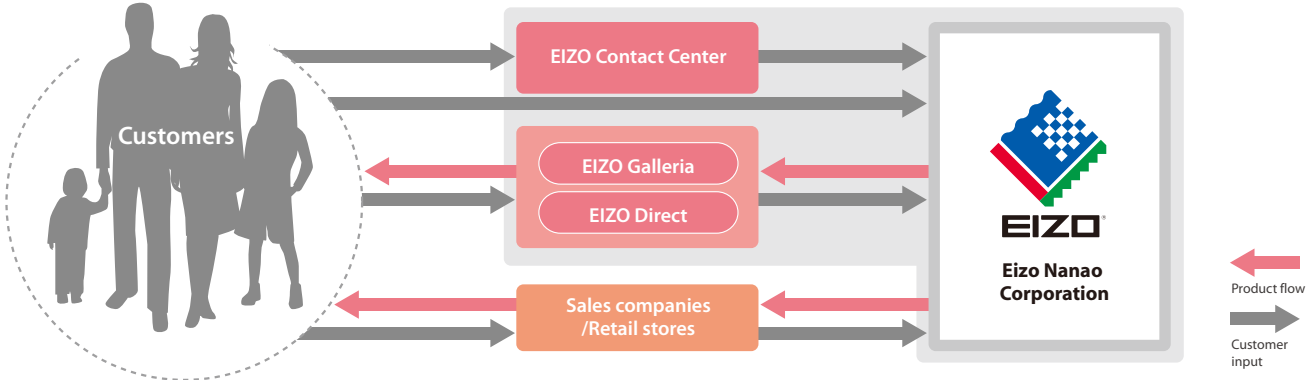 Customers
EIZO Contact Center
EIZO Galleria
EIZO Direct
Sales companies
/Retail stores
EIZO®
Eizo Nanao
Corporation
Product flow
Customer
input